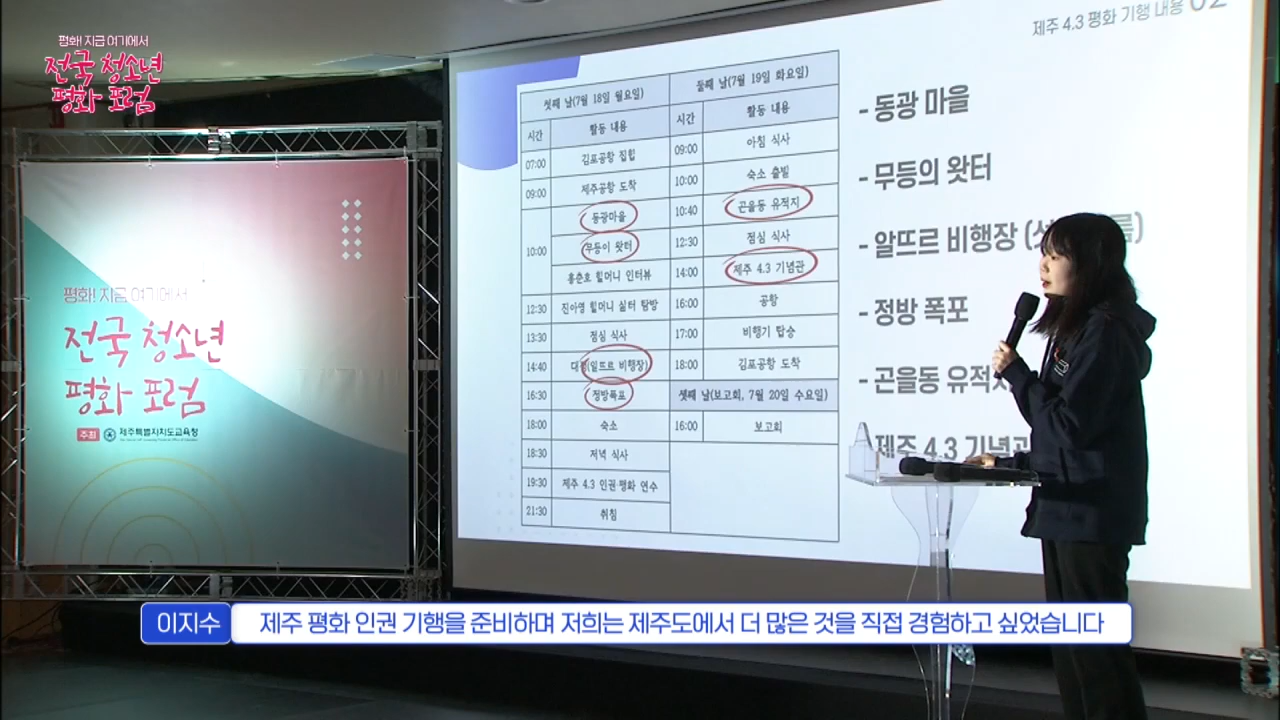 평화! 지금 여기에서
전국 청소년
평화 포럼
제주 4.3 평화 기행 내용 02
첫째 날(7월 18일 월요일)
시간 활동 내용
07:00 김포공항 집합
09:00 제주공항 도착
10:00 동광마을
무등이 왓터
홍춘호 할머니 인터뷰
12:30 진아영 할머니 삶터 탐방
13:30 점심 식사
14:40 알뜨르 비행장
16:30 정방폭포
18:00 숙소
18:30 저녁 식사
19:30 제주 4.3 인권·평화 연수
21:30 취침
둘째 날(7월 19일 화요일)
시간 활동 내용
09:00 아침 식사
10:00 숙소 출발
10:40 곤을동 유적지
12:30 점심 식사
14:00 제주 4.3 기념관
16:00 공항
17:00 비행기 탑승
18:00 김포공항 도착
셋째 날(보고회, 7월 20일 수요일)
16:00 보고회
- 동광 마을
- 무등의 왓터
- 알뜨르 비행장
- 정방 폭포
- 곤을동
제주 4.3
평화! 지금 여기에서
전국 청소년
평화 포럼
주최 제주특별자치도교육청
이지수 제주 평화 인권 기행을 준비하며 저희는 제주도에서 더 많은 것을 직접 경험하고 싶었습니다